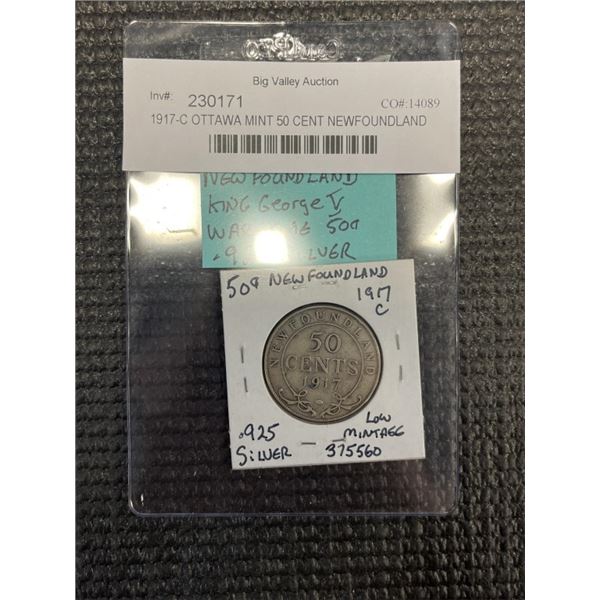 Big Valley Auction
Inv#: 230171 CO#:14089
1917-C OTTAWA MINT 50 CENT NEWFOUNDLAND
NEWFOUNDLAND
KING George V
50¢
50¢ NEWFOUNDLAND
1917
C
NEWFOUNDLAND
50
CENTS
1917
.925
SILVER
LOW
MINTAGE
375560